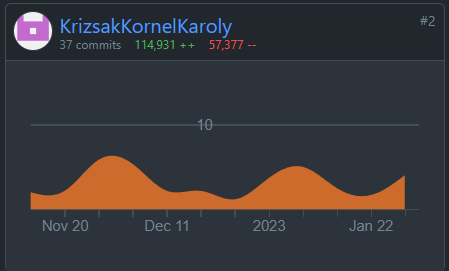 KrizsakKornelKaroly
#2
37 commits 114,931 ++ 57,377 --
10
Nov 20 Dec 11 2023 Jan 22